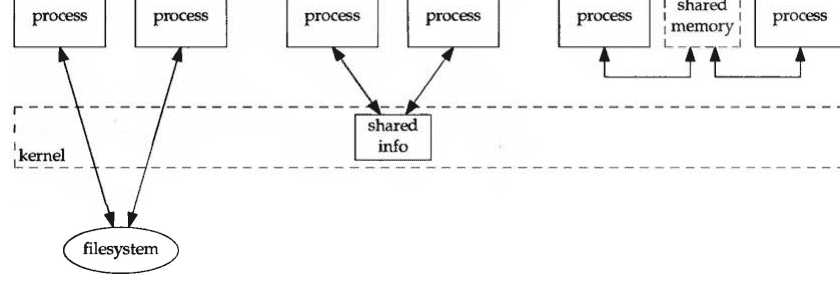 process
process
process
process
process
shared
memory
process
shared
info
kernel
filesystem